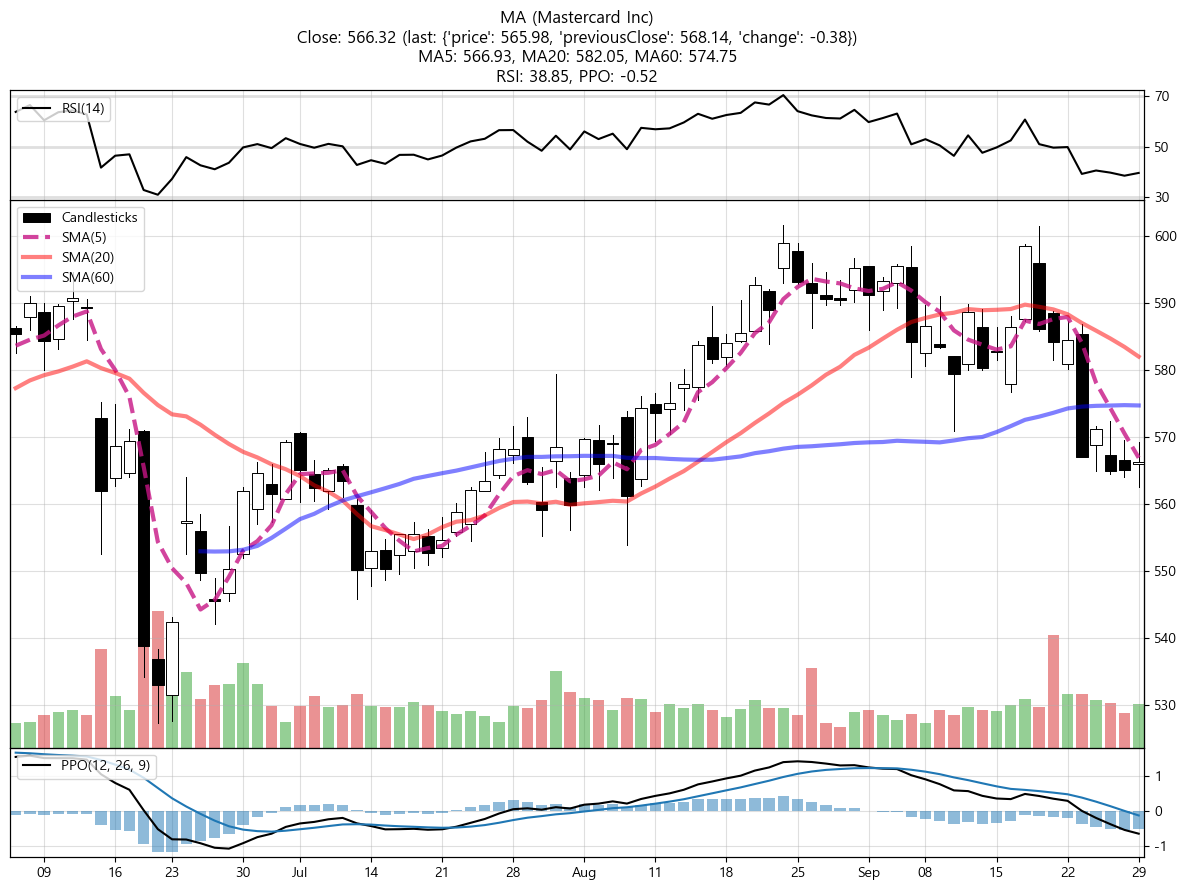 MA (Mastercard Inc)
Close: 566.32 (last: {'price': 565.98, 'previousClose': 568.14, 'change': -0.38})
MA5: 566.93, MA20: 582.05, MA60: 574.75
RSI: 38.85, PPO: -0.52
RSI(14)
70
50
30
Candlesticks
SMA(5)
SMA(20)
SMA(60)
600
590
580
570
560
550
540
530
PPO(12, 26, 9)
1
0
-1
09 16 23 30 Jul 14 21 28 Aug 11 18 25 Sep 08 15 22 29